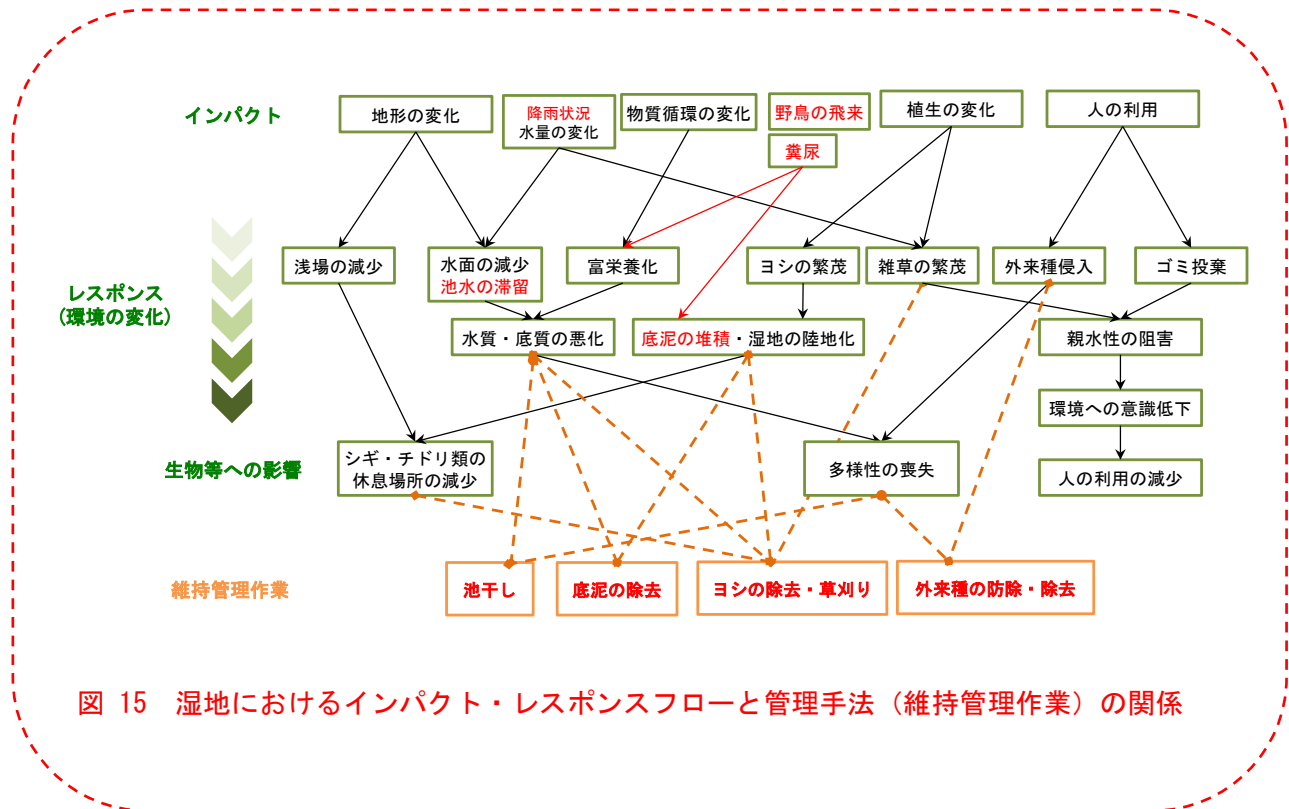 インパクト
地形の変化
降雨状況
水量の変化
物質循環の変化
野鳥の飛来
糞尿
植生の変化
人の利用
レスポンス
(環境の変化)
浅場の減少
水面の減少
池水の滞留
富栄養化
ヨシの繁茂
雑草の繁茂
外来種侵入
ゴミ投棄
水質・底質の悪化
底泥の堆積・湿地の陸地化
親水性の阻害
環境への意識低下
生物等への影響
シギ・チドリ類の
休息場所の減少
多様性の喪失
人の利用の減少
維持管理作業
池干し
底泥の除去
ヨシの除去・草刈り
外来種の防除・除去
図 15 湿地におけるインパクト・レスポンスフローと管理手法（維持管理作業）の関係